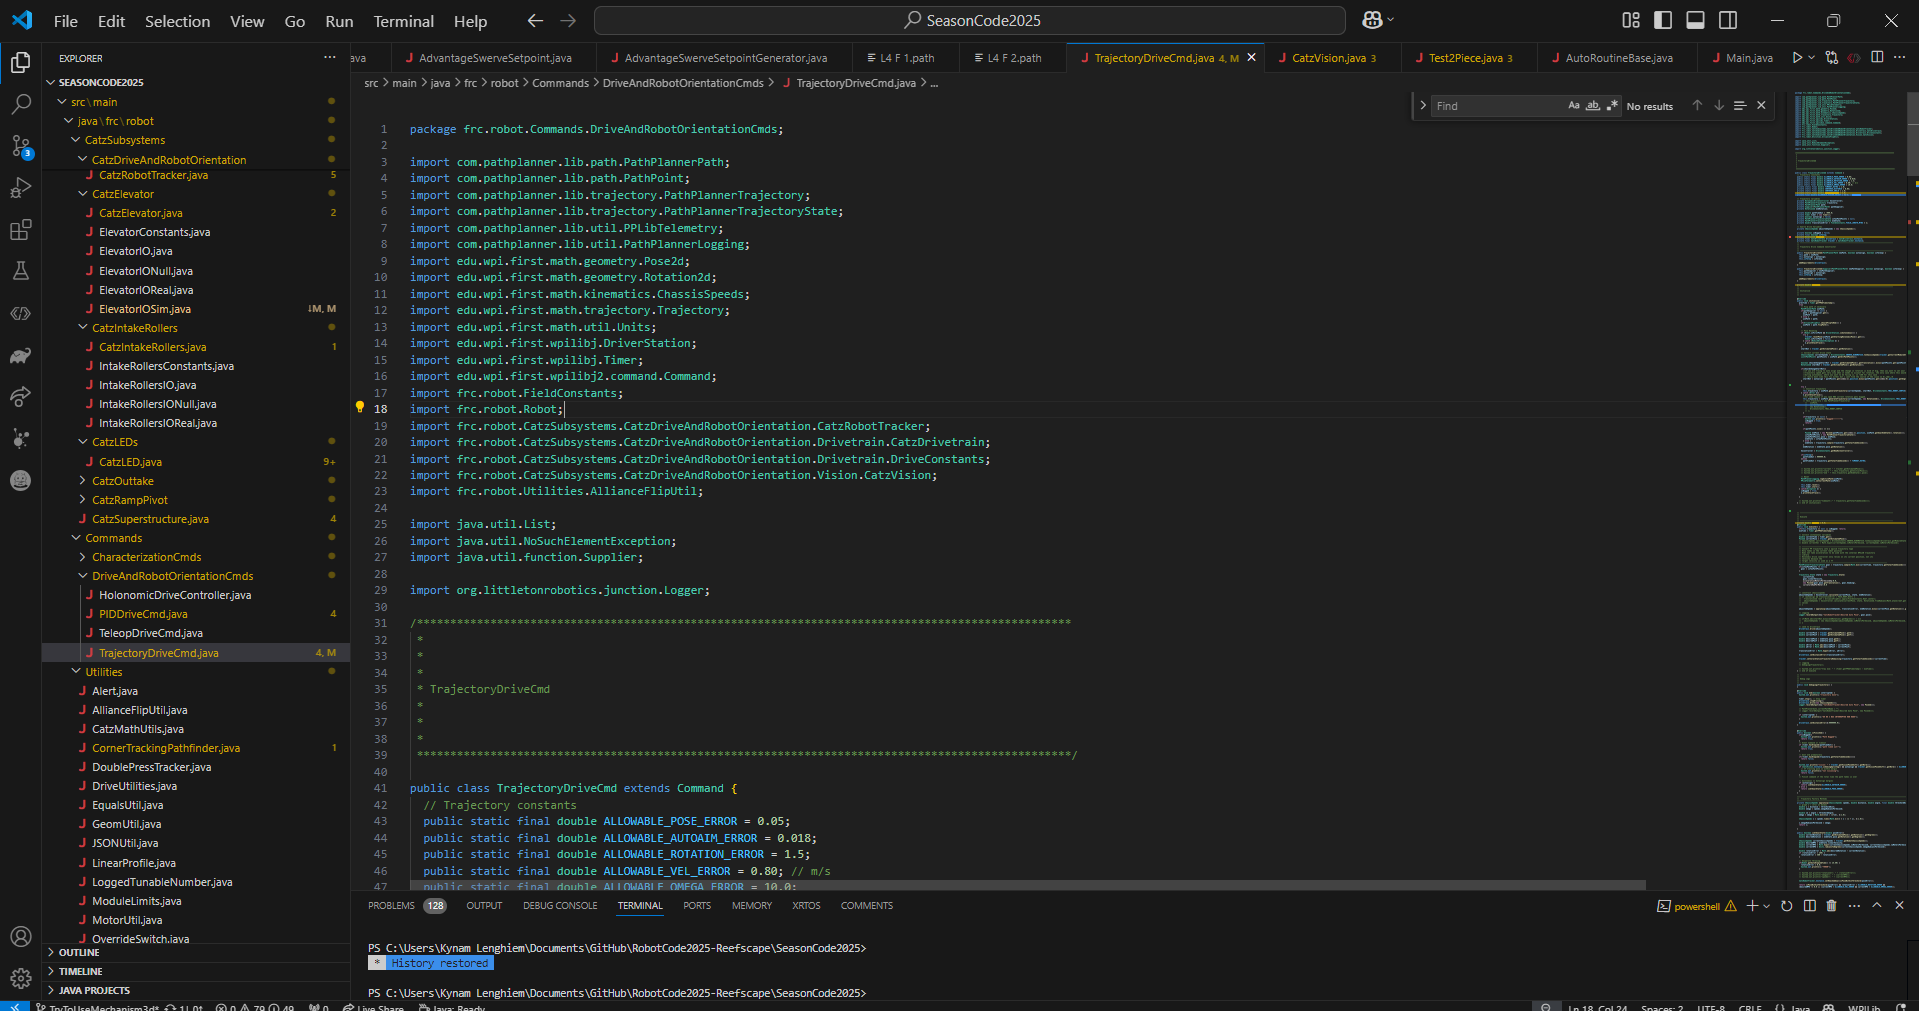 File Edit Selection View Go Run Terminal Help
SeasonCode2025
EXPLORER
SEASONCODE2025
src\main
java\frc\robot
CatzSubsystems
CatzDriveAndRobotOrientation
CatzRobotTracker.java 5
CatzElevator
CatzElevator.java 2
ElevatorConstants.java
ElevatorIO.java
ElevatorIONull.java
ElevatorIOReal.java
ElevatorIOSim.java ↓M, M
CatzIntakeRollers
CatzIntakeRollers.java 1
IntakeRollersConstants.java
IntakeRollersIO.java
IntakeRollersIONull.java
IntakeRollersIOReal.java
CatzLEDs
CatzLED.java 9+
CatzOuttake
CatzRampPivot
CatzSuperstructure.java 4
Commands
CharacterizationCmds
DriveAndRobotOrientationCmds
HolonomicDriveController.java
PIDDriveCmd.java 4
TeleopDriveCmd.java
TrajectoryDriveCmd.java 4, M
Utilities
Alert.java
AllianceFlipUtil.java
CatzMathUtils.java
CornerTrackingPathfinder.java 1
DoublePressTracker.java
DriveUtilities.java
EqualsUtil.java
GeomUtil.java
JSONUtil.java
LinearProfile.java
LoggedTunableNumber.java
ModuleLimits.java
MotorUtil.java
OverrideSwitch.java
OUTLINE
TIMELINE
JAVA PROJECTS
3
ava AdvantageSwerveSetpoint.java AdvantageSwerveSetpointGenerator.java L4 F 1.path L4 F 2.path TrajectoryDriveCmd.java 4, M CatzVision.java 3 Test2Piece.java 3 AutoRoutineBase.java Main.java
src > main > java > frc > robot > Commands > DriveAndRobotOrientationCmds > TrajectoryDriveCmd.java > ...
Find Aa ab .* No results
1 package frc.robot.Commands.DriveAndRobotOrientationCmds;
2
3 import com.pathplanner.lib.path.PathPlannerPath;
4 import com.pathplanner.lib.path.PathPoint;
5 import com.pathplanner.lib.trajectory.PathPlannerTrajectory;
6 import com.pathplanner.lib.trajectory.PathPlannerTrajectoryState;
7 import com.pathplanner.lib.util.PPLibTelemetry;
8 import com.pathplanner.lib.util.PathPlannerLogging;
9 import edu.wpi.first.math.geometry.Pose2d;
10 import edu.wpi.first.math.geometry.Rotation2d;
11 import edu.wpi.first.math.kinematics.ChassisSpeeds;
12 import edu.wpi.first.math.trajectory.Trajectory;
13 import edu.wpi.first.math.util.Units;
14 import edu.wpi.first.wpilibj.DriverStation;
15 import edu.wpi.first.wpilibj.Timer;
16 import edu.wpi.first.wpilibj2.command.Command;
17 import frc.robot.FieldConstants;
18 import frc.robot.Robot;
19 import frc.robot.CatzSubsystems.CatzDriveAndRobotOrientation.CatzRobotTracker;
20 import frc.robot.CatzSubsystems.CatzDriveAndRobotOrientation.Drivetrain.CatzDrivetrain;
21 import frc.robot.CatzSubsystems.CatzDriveAndRobotOrientation.Drivetrain.DriveConstants;
22 import frc.robot.CatzSubsystems.CatzDriveAndRobotOrientation.Vision.CatzVision;
23 import frc.robot.Utilities.AllianceFlipUtil;
24
25 import java.util.List;
26 import java.util.NoSuchElementException;
27 import java.util.function.Supplier;
28
29 import org.littletonrobotics.junction.Logger;
30
31 /**************************************************************************************************
32 *
33 *
34 *
35 * TrajectoryDriveCmd
36 *
37 *
38 *
39 **************************************************************************************************/
40
41 public class TrajectoryDriveCmd extends Command {
42 // Trajectory constants
43 public static final double ALLOWABLE_POSE_ERROR = 0.05;
44 public static final double ALLOWABLE_AUTOAIM_ERROR = 0.018;
45 public static final double ALLOWABLE_ROTATION_ERROR = 1.5;
46 public static final double ALLOWABLE_VEL_ERROR = 0.80; // m/s
47 public static final double ALLOWABLE_OMEGA_ERROR = 10.0;
PROBLEMS 128 OUTPUT DEBUG CONSOLE TERMINAL PORTS MEMORY XRTOS COMMENTS
powershell
PS C:\Users\Kynam Lenghiem\Documents\GitHub\RobotCode2025-Reefscape\SeasonCode2025>
* History restored
PS C:\Users\Kynam Lenghiem\Documents\GitHub\RobotCode2025-Reefscape\SeasonCode2025>
TryToUseMechanism3d* 1↓ 0↑ 0 79 49 0 Live Share Java: Ready Ln 18, Col 24 Spaces: 2 UTF-8 CRLF {} Java WPILib